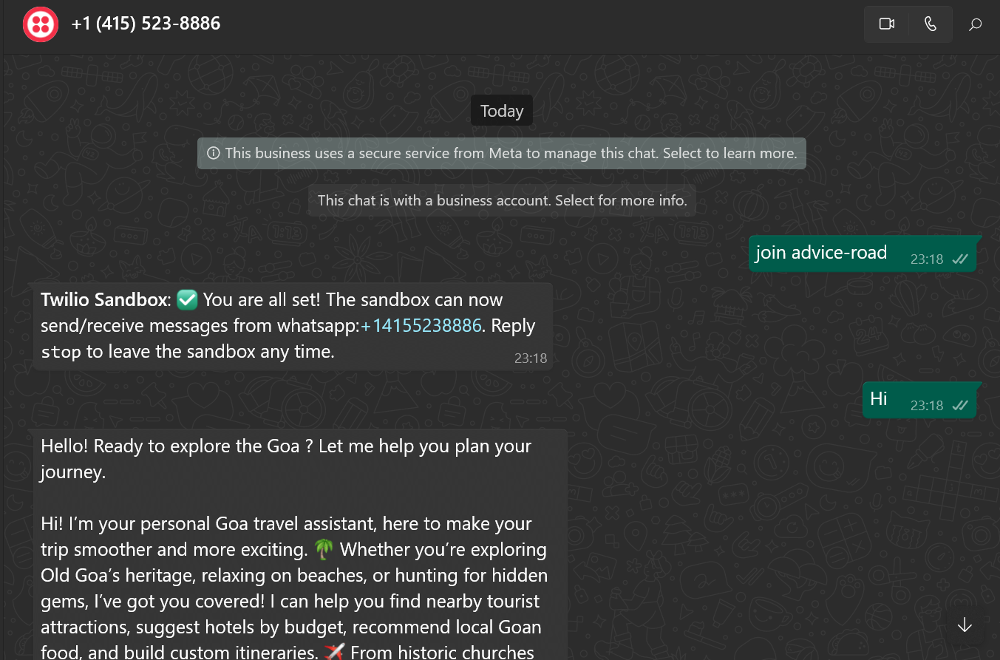 +1 (415) 523-8886
Today
This business uses a secure service from Meta to manage this chat. Select to learn more.
This chat is with a business account. Select for more info.
join advice-road 23:18
Twilio Sandbox: ✅ You are all set! The sandbox can now
send/receive messages from whatsapp:+14155238886. Reply
stop to leave the sandbox any time.
23:18
Hi 23:18
Hello! Ready to explore the Goa ? Let me help you plan your
journey.
Hi! I’m your personal Goa travel assistant, here to make your
trip smoother and more exciting. 🌴 Whether you’re exploring
Old Goa’s heritage, relaxing on beaches, or hunting for hidden
gems, I’ve got you covered! I can help you find nearby tourist
attractions, suggest hotels by budget, recommend local Goan
food, and build custom itineraries. ✈️ From historic churches